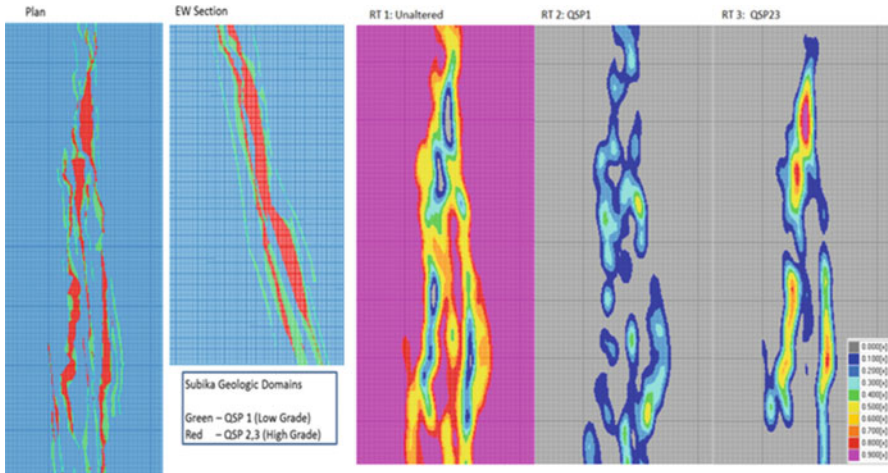 Plan
EW Section
RT 1: Unaltered
RT 2: QSP1
RT 3: QSP23
Subika Geologic Domains
Green – QSP 1 (Low Grade)
Red – QSP 2,3 (High Grade)
0.000[+]
0.100[+]
0.200[+]
0.300[+]
0.400[+]
0.500[+]
0.600[+]
0.700[+]
0.800[+]
0.900[+]